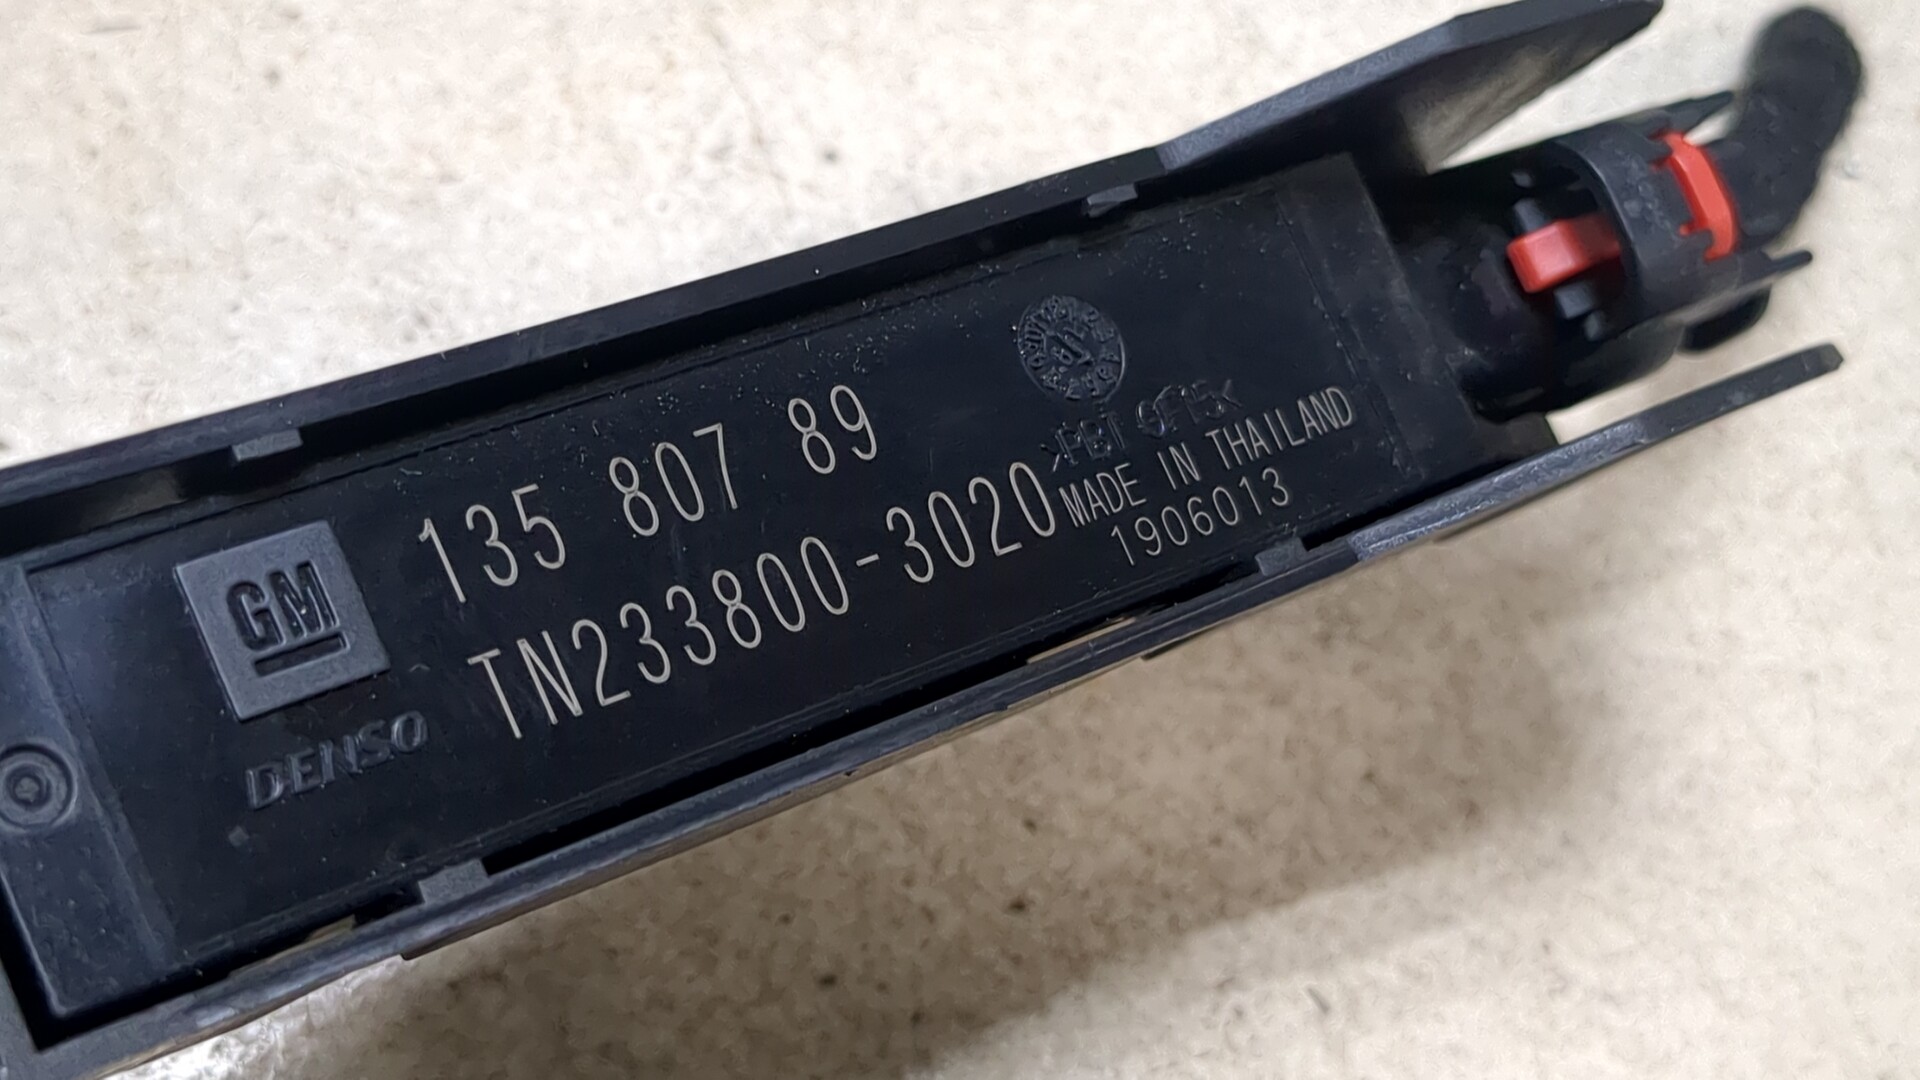 135 807 89
TN233800-3020
GM
DENSO
>PBT GF15<
MADE IN THAILAND
1906013